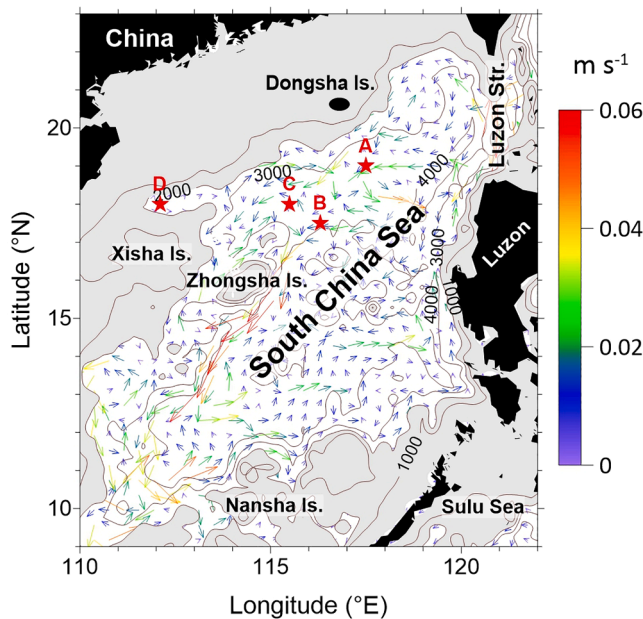 China
m s⁻¹
Dongsha Is.
Luzon Str.
0.06
20
A
3000
4000
D
2000
C
B
0.04
Xisha Is.
Luzon
South China Sea
3000
Zhongsha Is.
1000
4000
15
0.02
1000
0
Nansha Is.
Sulu Sea
10
110
115
120
Latitude (°N)
Longitude (°E)